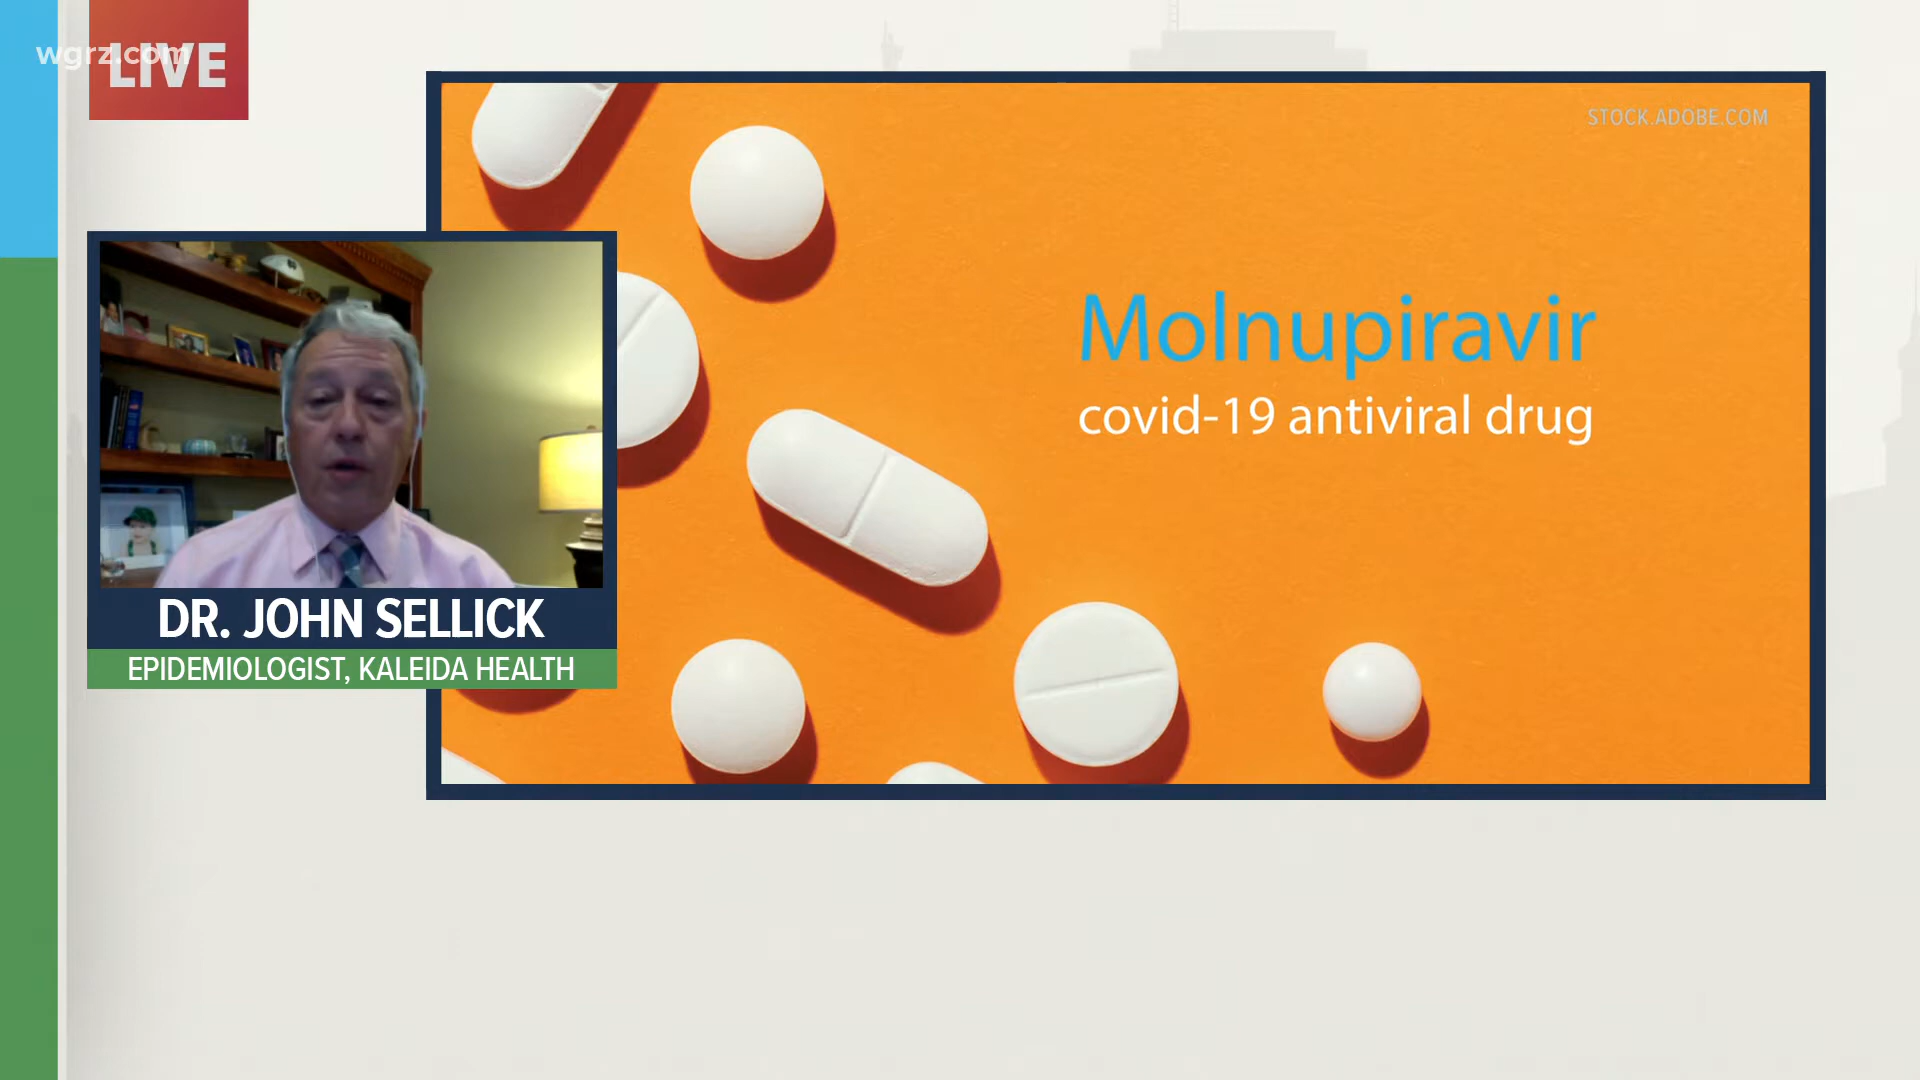 wgrz.com
LIVE
STOCK.ADOBE.COM
Molnupiravir
covid-19 antiviral drug
DR. JOHN SELLICK
EPIDEMIOLOGIST, KALEIDA HEALTH